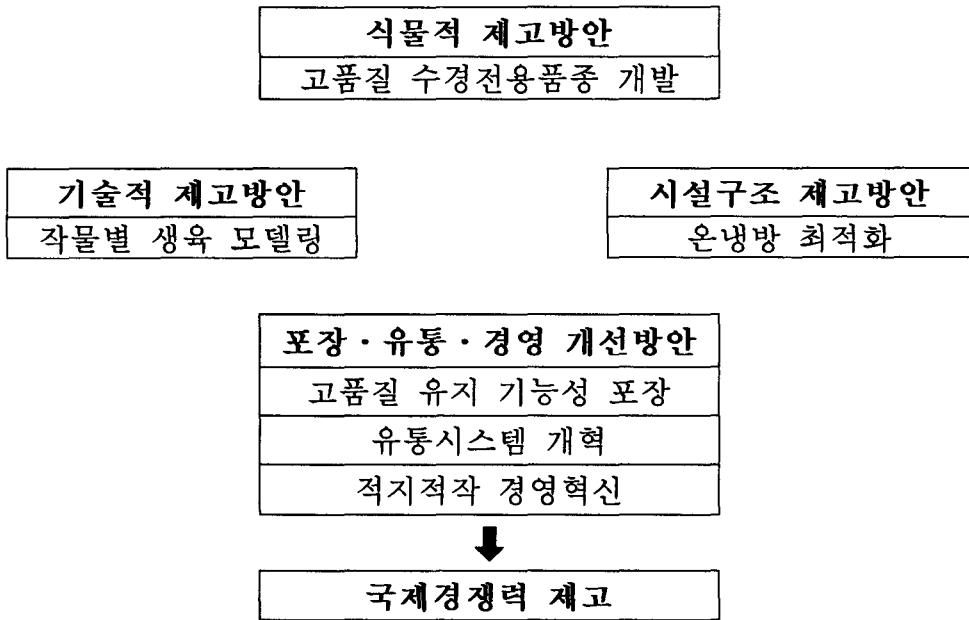 식물적 재고방안
고품질 수경전용품종 개발
기술적 재고방안
작물별 생육 모델링
시설구조 재고방안
온냉방 최적화
포장·유통·경영 개선방안
고품질 유지 기능성 포장
유통시스템 개혁
적지적작 경영혁신
국제경쟁력 재고